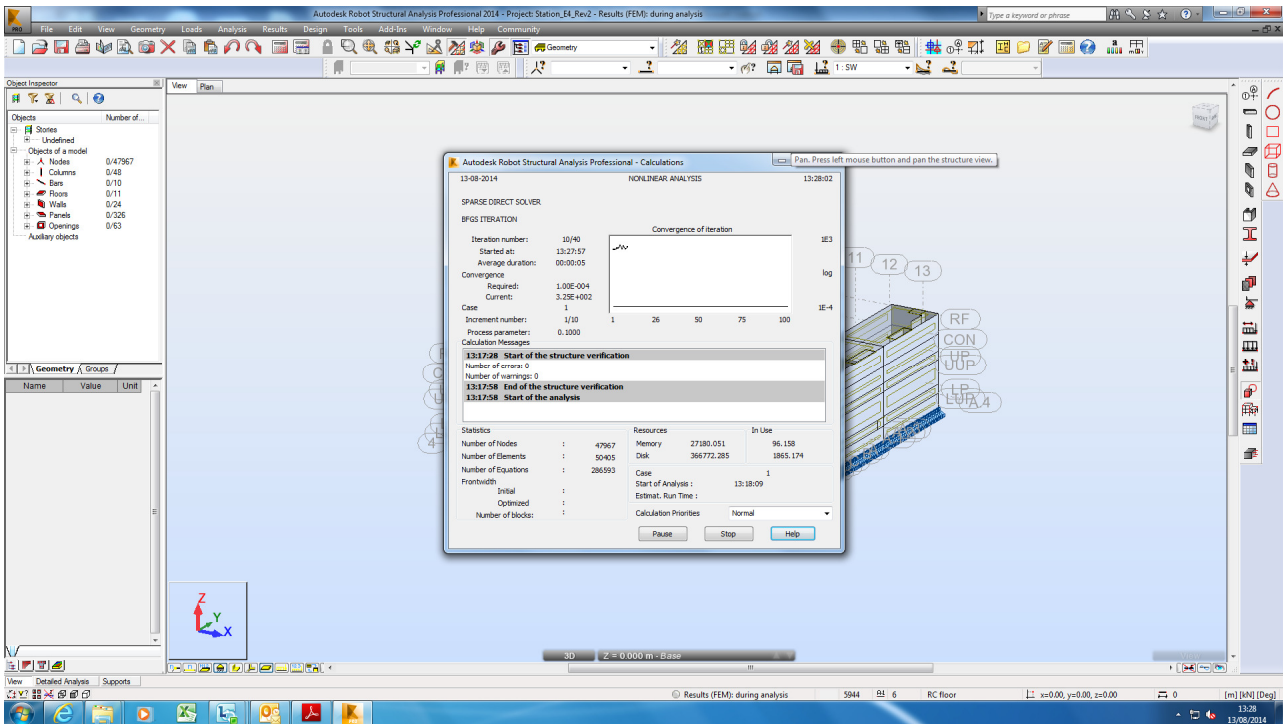 Autodesk Robot Structural Analysis Professional 2014 - Project: Station_E4_Rev2 - Results (FEM): during analysis
Type a keyword or phrase
PRO
File Edit View Geometry Loads Analysis Results Design Tools Add-Ins Window Help Community
Geometry
1 : SW
Object Inspector
View Plan
Objects Number of...
Stories
Undefined
Objects of a model
Nodes 0/47967
Columns 0/48
Bars 0/10
Floors 0/11
Walls 0/24
Panels 0/326
Openings 0/63
Auxiliary objects
Geometry Groups
Name Value Unit
Autodesk Robot Structural Analysis Professional - Calculations
Pan. Press left mouse button and pan the structure view.
13-08-2014 NONLINEAR ANALYSIS 13:28:02
SPARSE DIRECT SOLVER
BFGS ITERATION
Convergence of iteration
Iteration number: 10/40 1E3
Started at: 13:27:57
Average duration: 00:00:05
Convergence log
Required: 1.00E-004
Current: 3.25E+002
Case 1 1E-4
Increment number: 1/10 1 26 50 75 100
Process parameter: 0.1000
Calculation Messages
13:17:28 Start of the structure verification
Number of errors: 0
Number of warnings: 0
13:17:58 End of the structure verification
13:17:58 Start of the analysis
Statistics Resources In Use
Number of Nodes : 47967 Memory 27180.051 96.158
Number of Elements : 50405 Disk 366772.285 1865.174
Number of Equations : 286593 Case 1
Frontwidth Start of Analysis : 13:18:09
Initial : Estimat. Run Time :
Optimized :
Number of blocks: : Calculation Priorities Normal
Pause Stop Help
11
12
13
RF
CON
UP
UUP
LP
LUP
A.4
Z
Y
X
3D Z = 0.000 m - Base
View Detailed Analysis Supports
Results (FEM): during analysis 5944 6 RC floor x=0.00, y=0.00, z=0.00 0 [m] [kN] [Deg]
13:28
13/08/2014